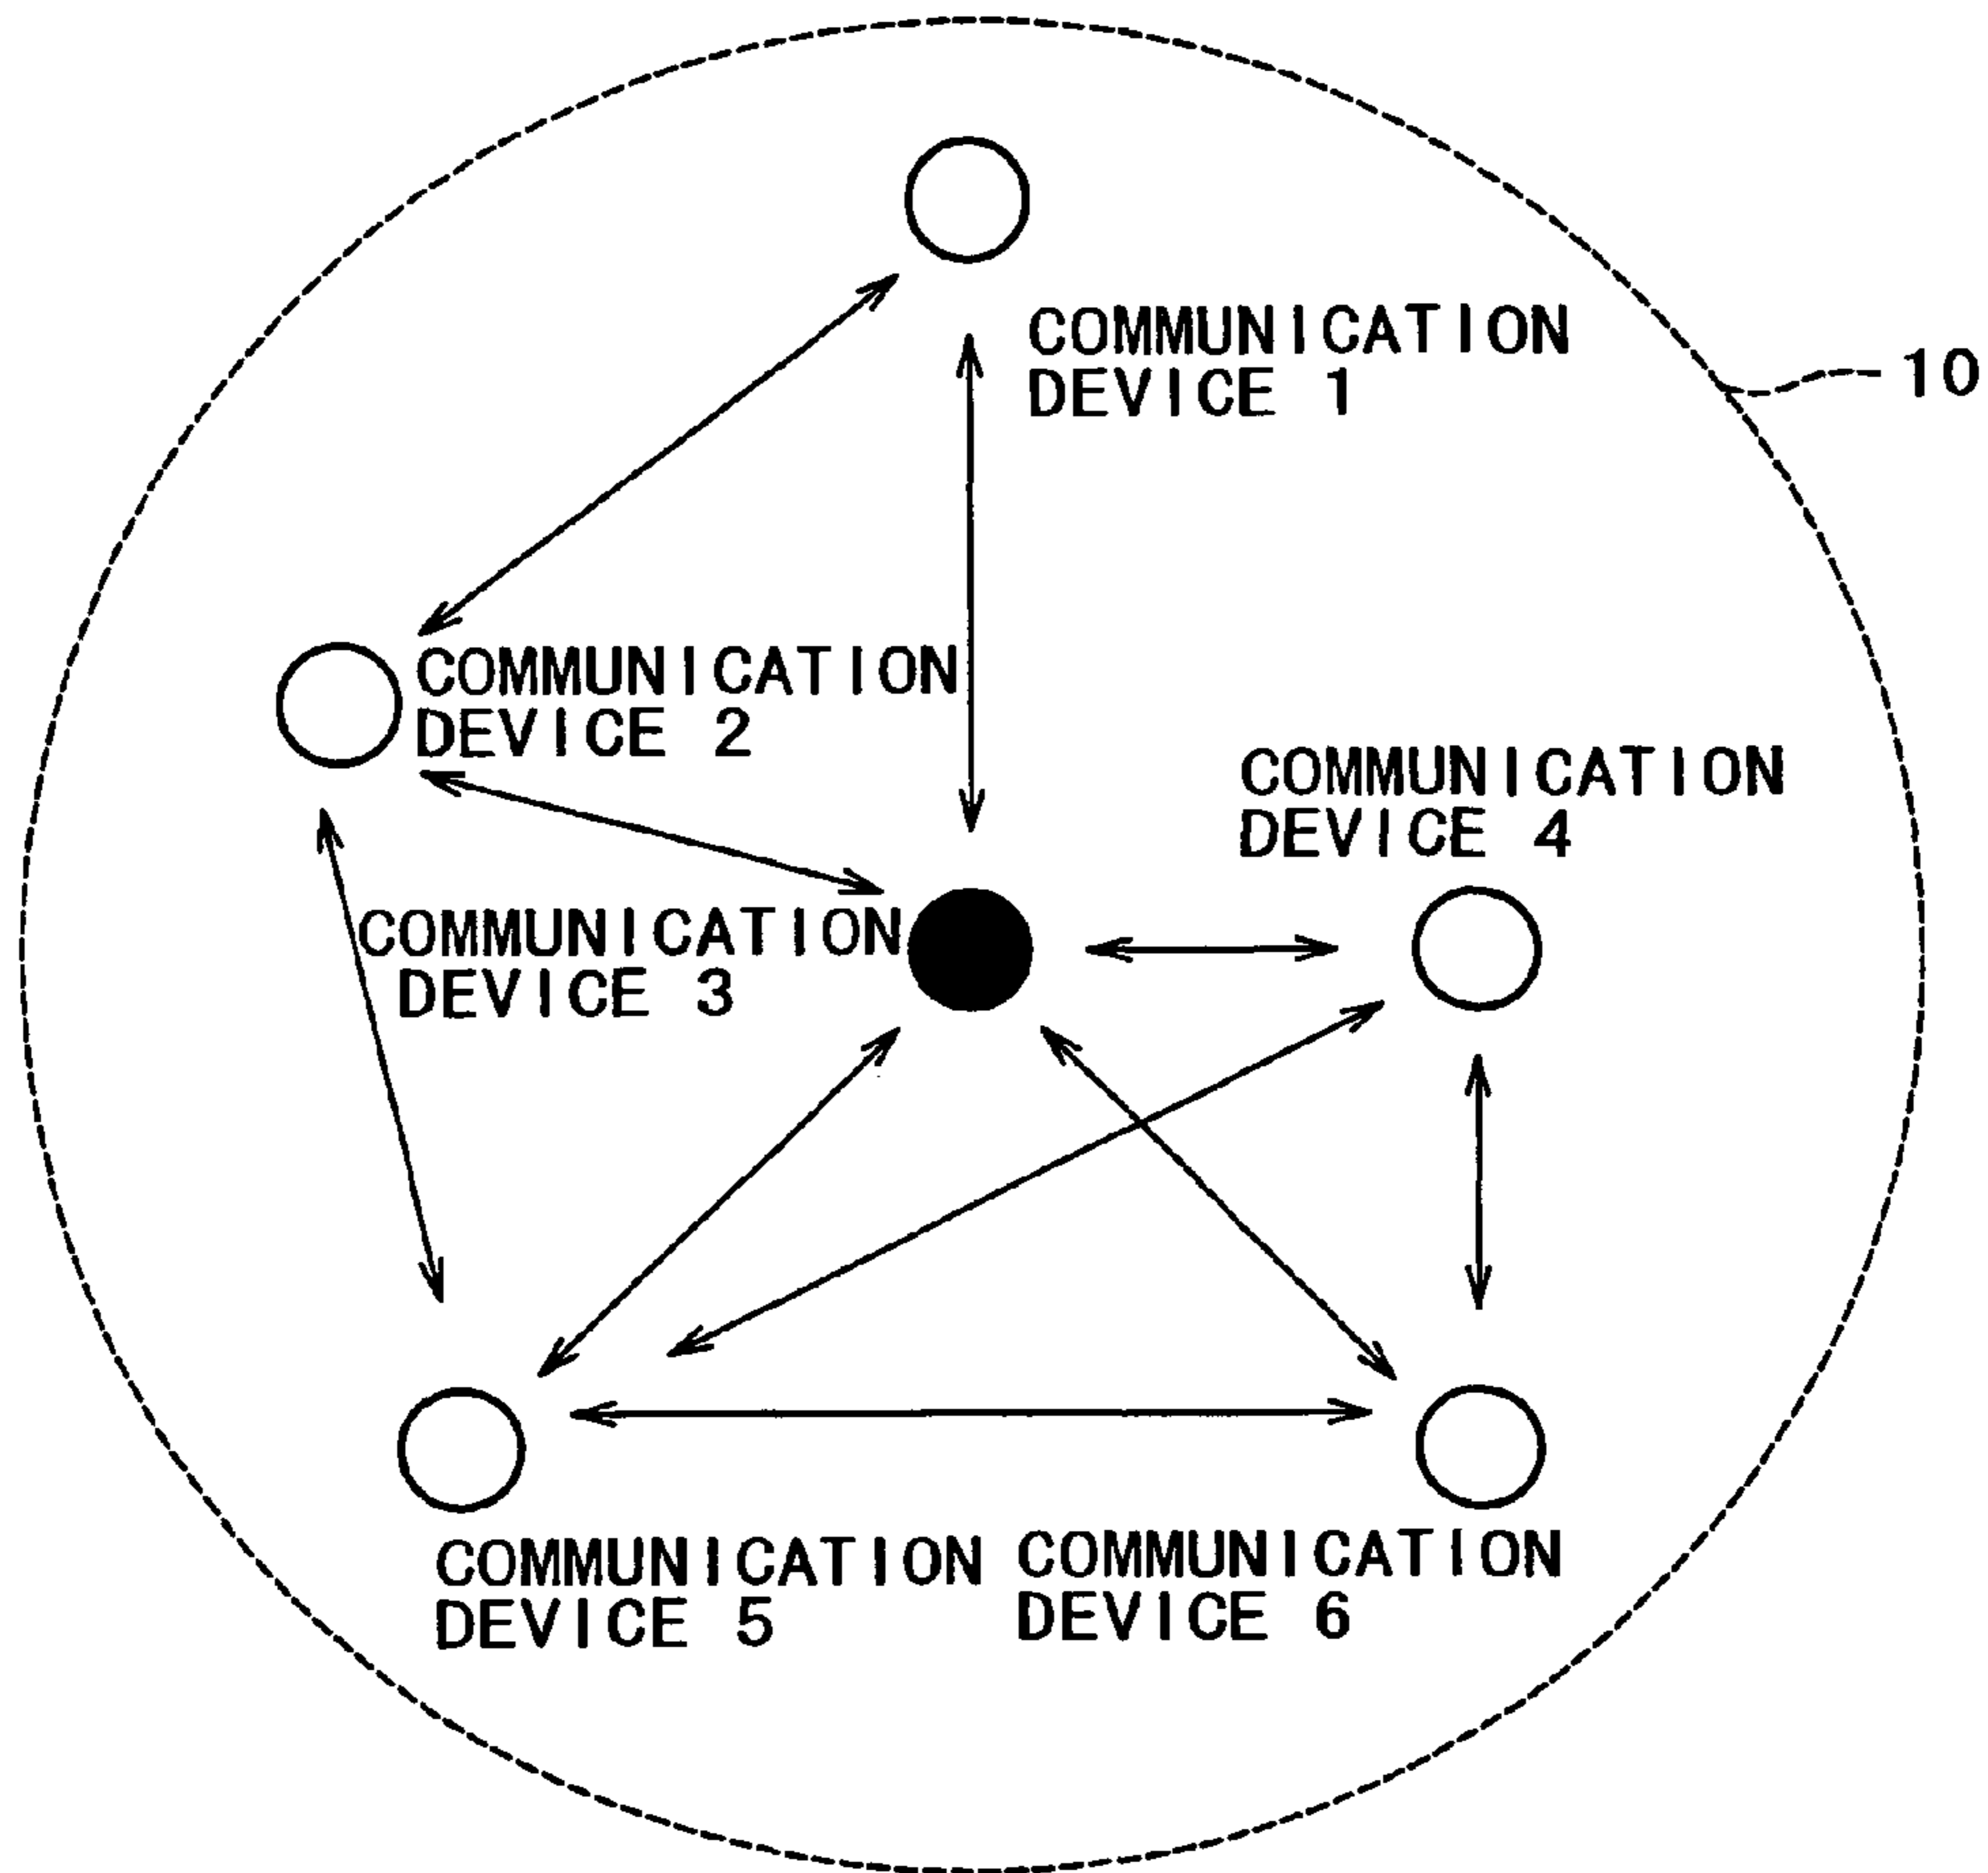 COMMUNICATION
DEVICE 1
10
COMMUNICATION
DEVICE 2
COMMUNICATION
DEVICE 4
COMMUNICATION
DEVICE 3
COMMUNICATION
DEVICE 5
COMMUNICATION
DEVICE 6